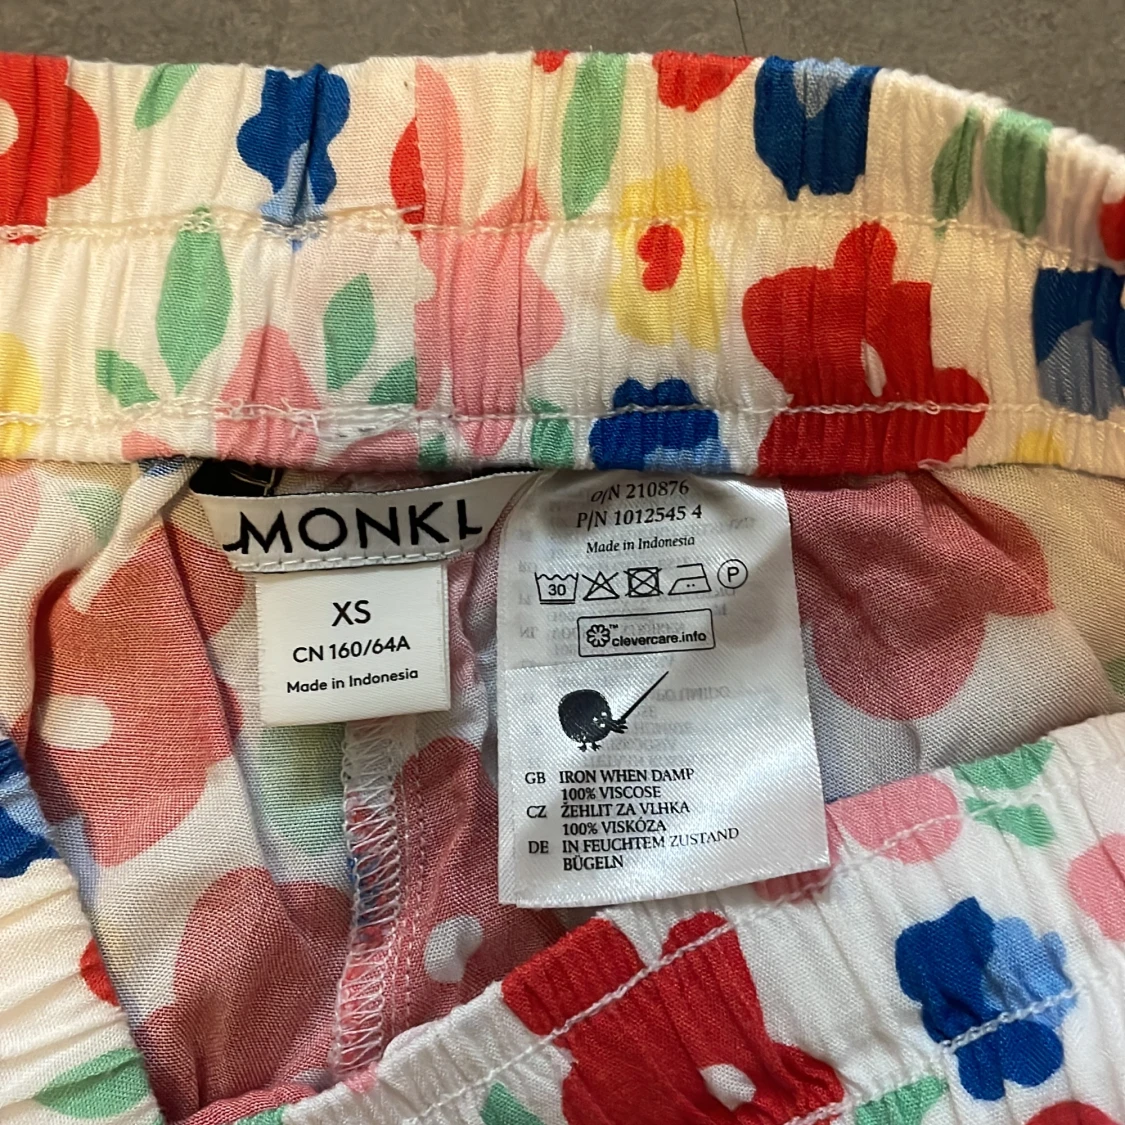 MONKI
XS
CN 160/64A
Made in Indonesia
O/N 210876
P/N 1012545 4
Made in Indonesia
30
P
clevercare.info
™
GB IRON WHEN DAMP
100% VISCOSE
CZ ŽEHLIT ZA VLHKA
100% VISKÓZA
DE IN FEUCHTEM ZUSTAND
BÜGELN